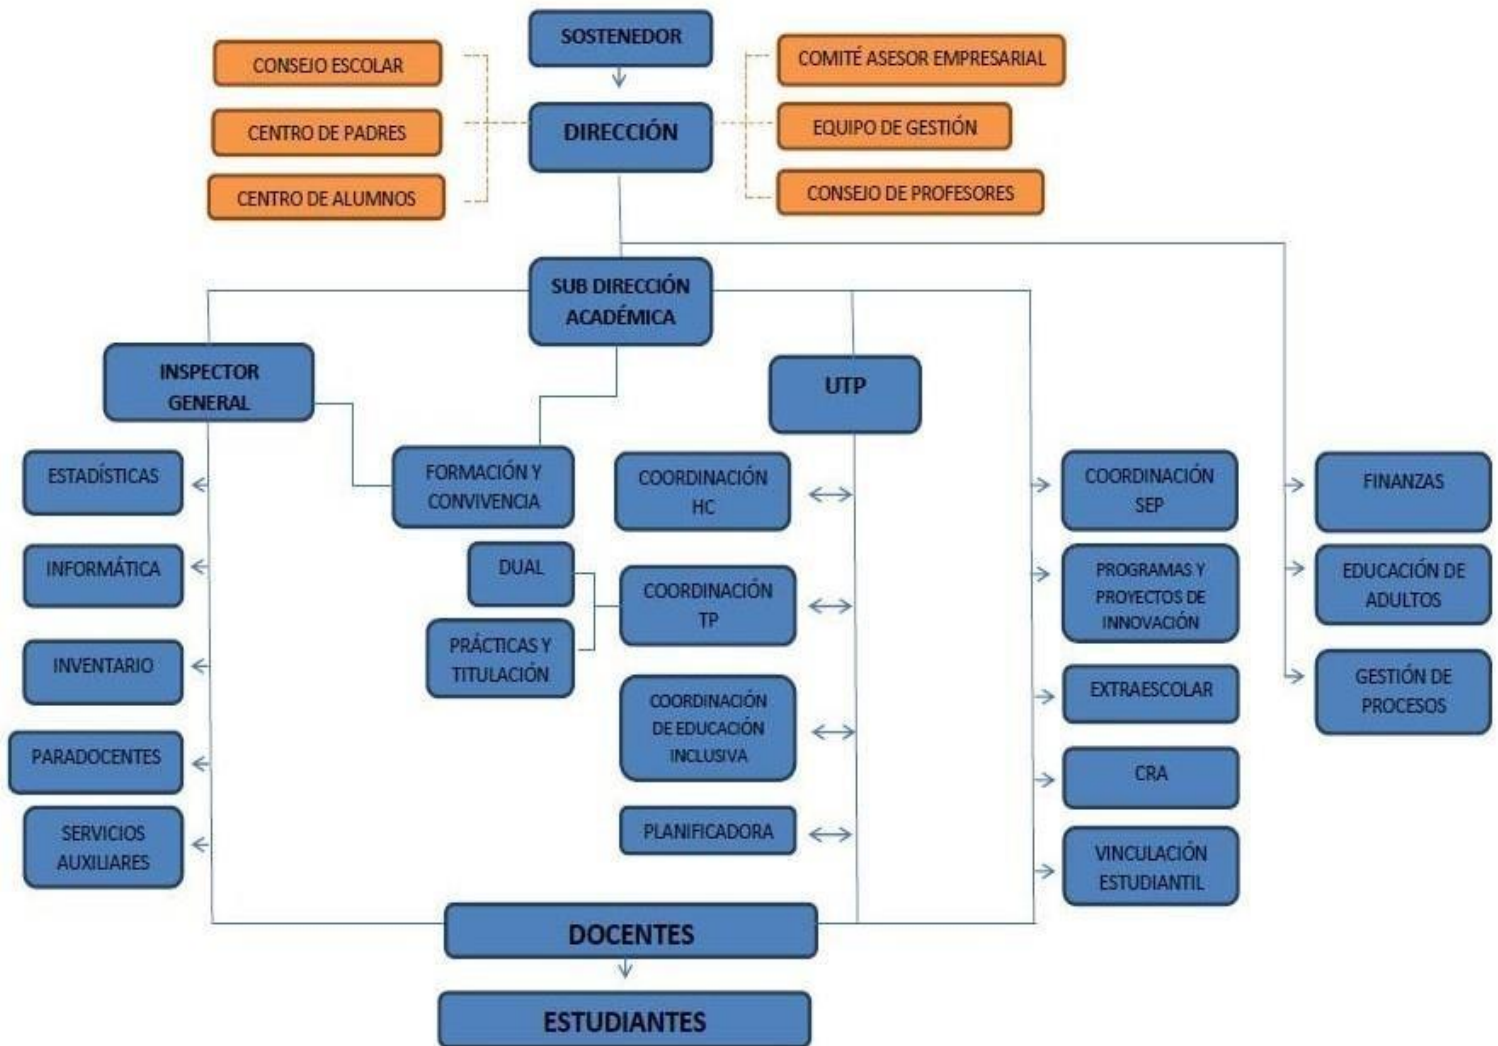 SOSTENEDOR
CONSEJO ESCOLAR
COMITÉ ASESOR EMPRESARIAL
DIRECCIÓN
CENTRO DE PADRES
EQUIPO DE GESTIÓN
CENTRO DE ALUMNOS
CONSEJO DE PROFESORES
SUB DIRECCIÓN
ACADÉMICA
INSPECTOR
GENERAL
UTP
ESTADÍSTICAS
FORMACIÓN Y
CONVIVENCIA
COORDINACIÓN
HC
COORDINACIÓN
SEP
FINANZAS
INFORMÁTICA
DUAL
COORDINACIÓN
TP
PROGRAMAS Y
PROYECTOS DE
INNOVACIÓN
EDUCACIÓN DE
ADULTOS
INVENTARIO
PRÁCTICAS Y
TITULACIÓN
COORDINACIÓN
DE EDUCACIÓN
INCLUSIVA
EXTRAESCOLAR
GESTIÓN DE
PROCESOS
PARADOCENTES
CRA
SERVICIOS
AUXILIARES
PLANIFICADORA
VINCULACIÓN
ESTUDIANTIL
DOCENTES
ESTUDIANTES